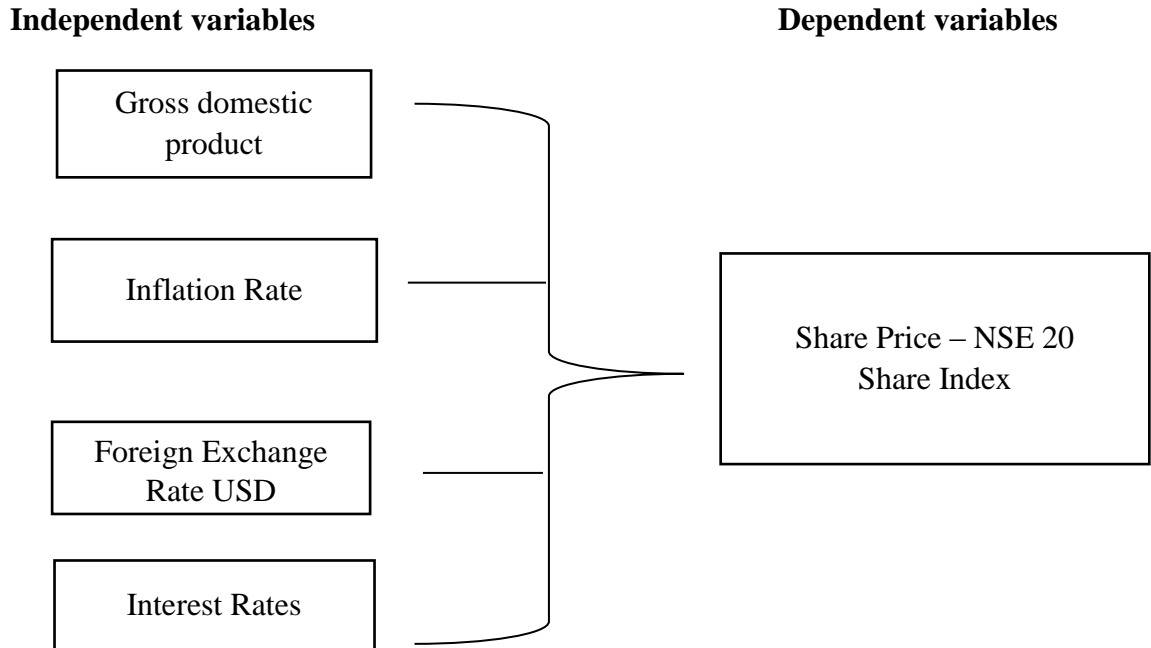 Independent variables
Dependent variables
Gross domestic
product
Inflation Rate
Foreign Exchange
Rate USD
Interest Rates
Share Price – NSE 20
Share Index